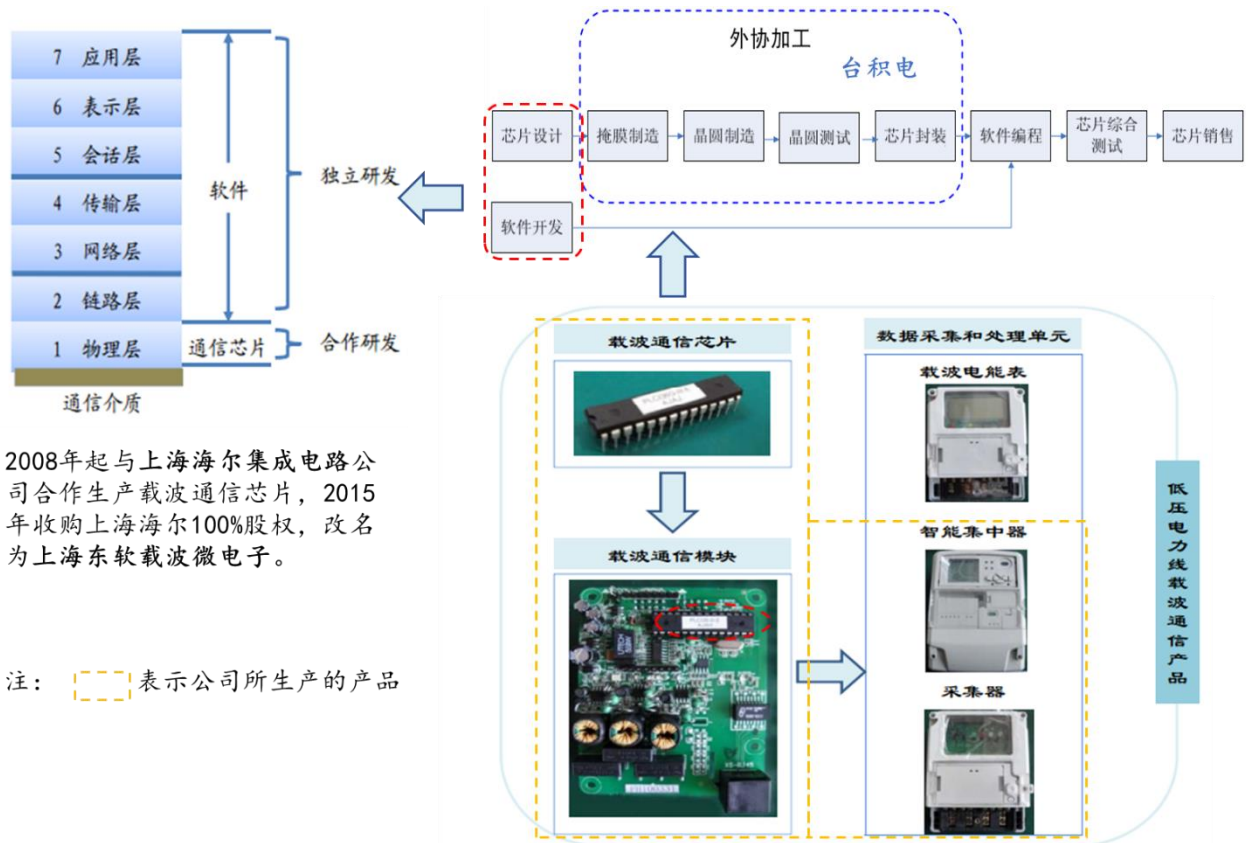 7 应用层
6 表示层
5 会话层
4 传输层
3 网络层
2 链路层
1 物理层
通信介质
软件
通信芯片
独立研发
合作研发
外协加工
台积电
芯片设计
掩膜制造
晶圆制造
晶圆测试
芯片封装
软件编程
芯片综合
测试
芯片销售
软件开发
2008年起与上海海尔集成电路公
司合作生产载波通信芯片，2015
年收购上海海尔100%股权，改名
为上海东软载波微电子。
注：
表示公司所生产的产品
载波通信芯片
载波通信模块
数据采集和处理单元
载波电能表
智能集中器
采集器
低压电力线载波通信产品